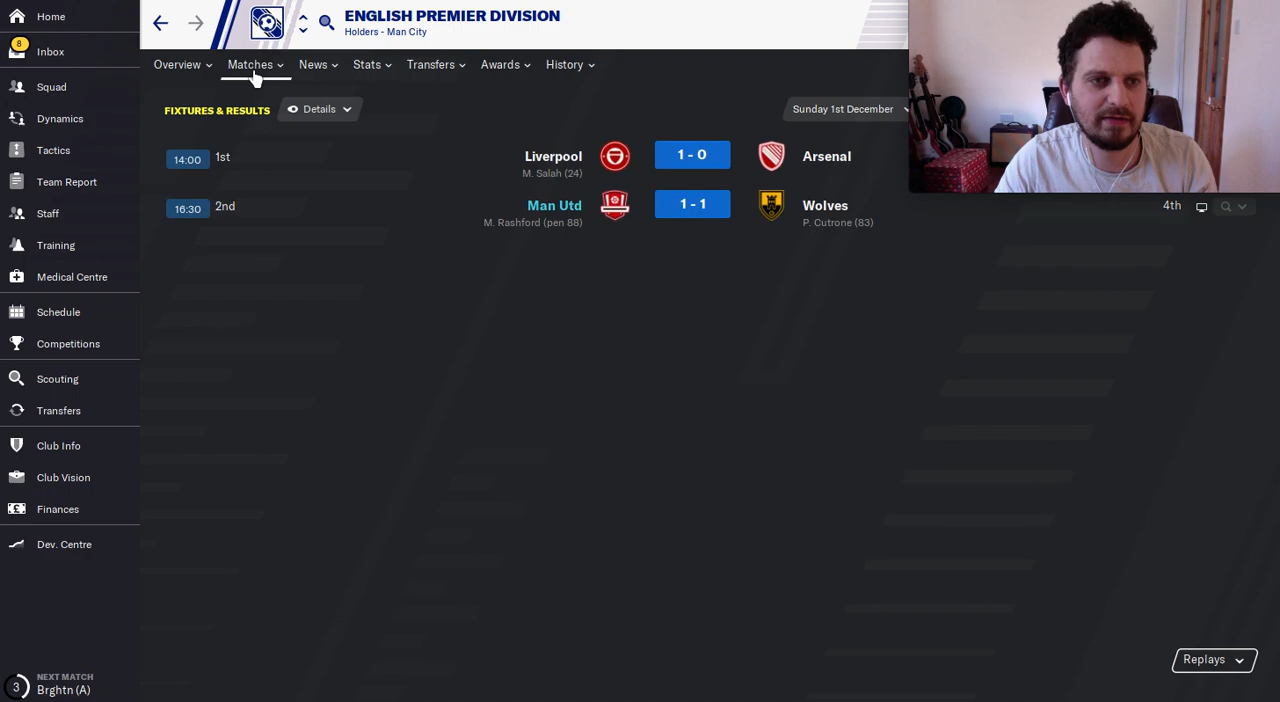 Home
8
Inbox
Squad
Dynamics
Tactics
Team Report
Staff
Training
Medical Centre
Schedule
Competitions
Scouting
Transfers
Club Info
Club Vision
Finances
Dev. Centre
3
NEXT MATCH
Brghtn (A)
ENGLISH PREMIER DIVISION
Holders - Man City
Overview Matches News Stats Transfers Awards History
FIXTURES & RESULTS Details Sunday 1st December
14:00 1st Liverpool 1 - 0 Arsenal
M. Salah (24)
16:30 2nd Man Utd 1 - 1 Wolves 4th
M. Rashford (pen 88) P. Cutrone (83)
Replays